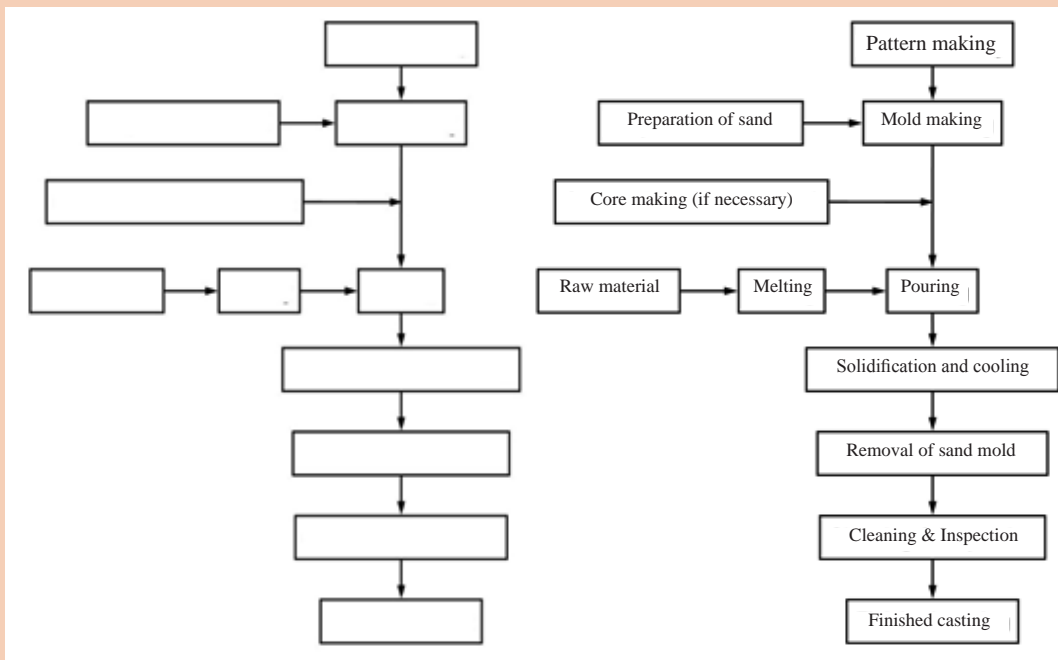 Pattern making
Preparation of sand
Mold making
Core making (if necessary)
Raw material
Melting
Pouring
Solidification and cooling
Removal of sand mold
Cleaning & Inspection
Finished casting